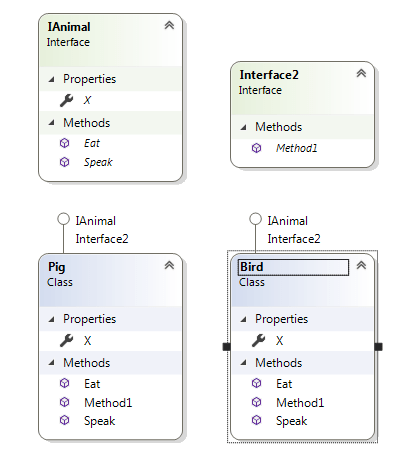 IAnimal
Interface
Properties
X
Methods
Eat
Speak
Interface2
Interface
Methods
Method1
IAnimal
Interface2
Pig
Class
Properties
X
Methods
Eat
Method1
Speak
IAnimal
Interface2
Bird
Class
Properties
X
Methods
Eat
Method1
Speak